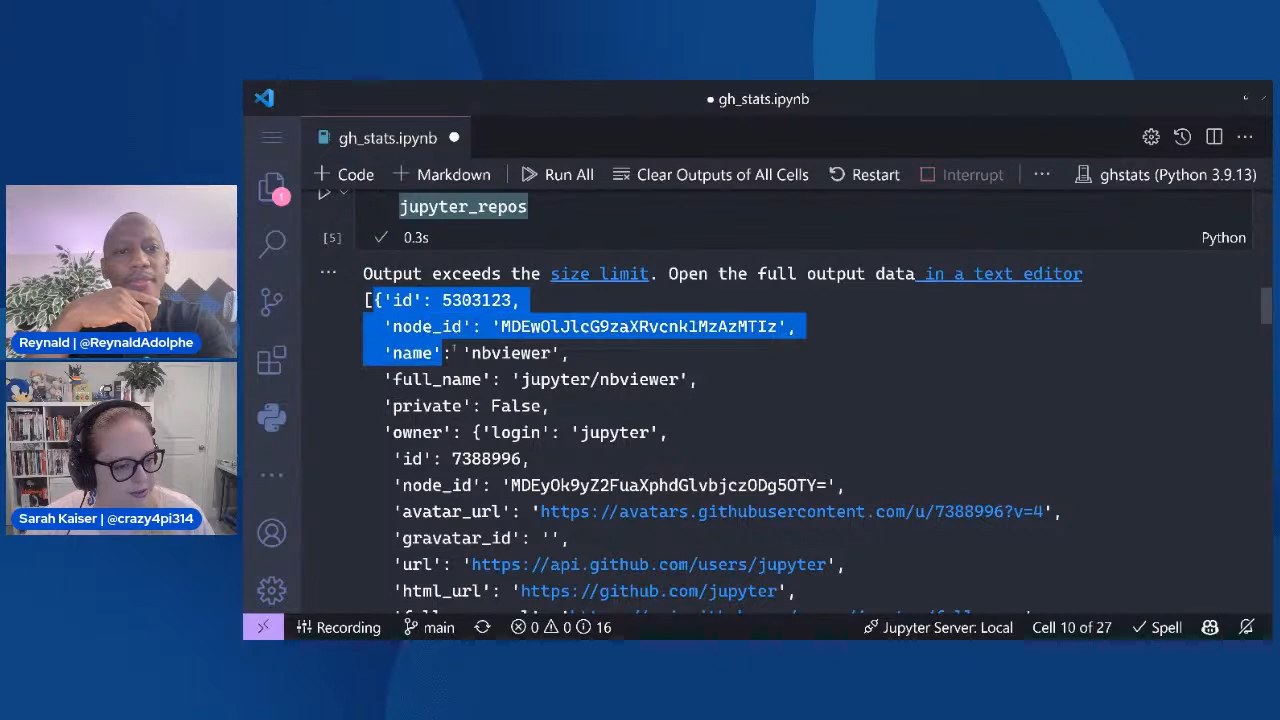 gh_stats.ipynb
gh_stats.ipynb
Code
Markdown
Run All
Clear Outputs of All Cells
Restart
Interrupt
ghstats (Python 3.9.13)
1
jupyter_repos
[5]
0.3s
Python
Output exceeds the size limit. Open the full output data in a text editor
[{'id': 5303123,
'node_id': 'MDEwOlJlcG9zaXRvcnk1MzAzMTIz',
'name': 'nbviewer',
'full_name': 'jupyter/nbviewer',
'private': False,
'owner': {'login': 'jupyter',
'id': 7388996,
'node_id': 'MDEyOk9yZ2FuaXphdGlvbjczODg5OTY=',
'avatar_url': 'https://avatars.githubusercontent.com/u/7388996?v=4',
'gravatar_id': '',
'url': 'https://api.github.com/users/jupyter',
'html_url': 'https://github.com/jupyter',
Reynald | @ReynaldAdolphe
Sarah Kaiser | @crazy4pi314
Recording
main
0
0
16
Jupyter Server: Local
Cell 10 of 27
Spell